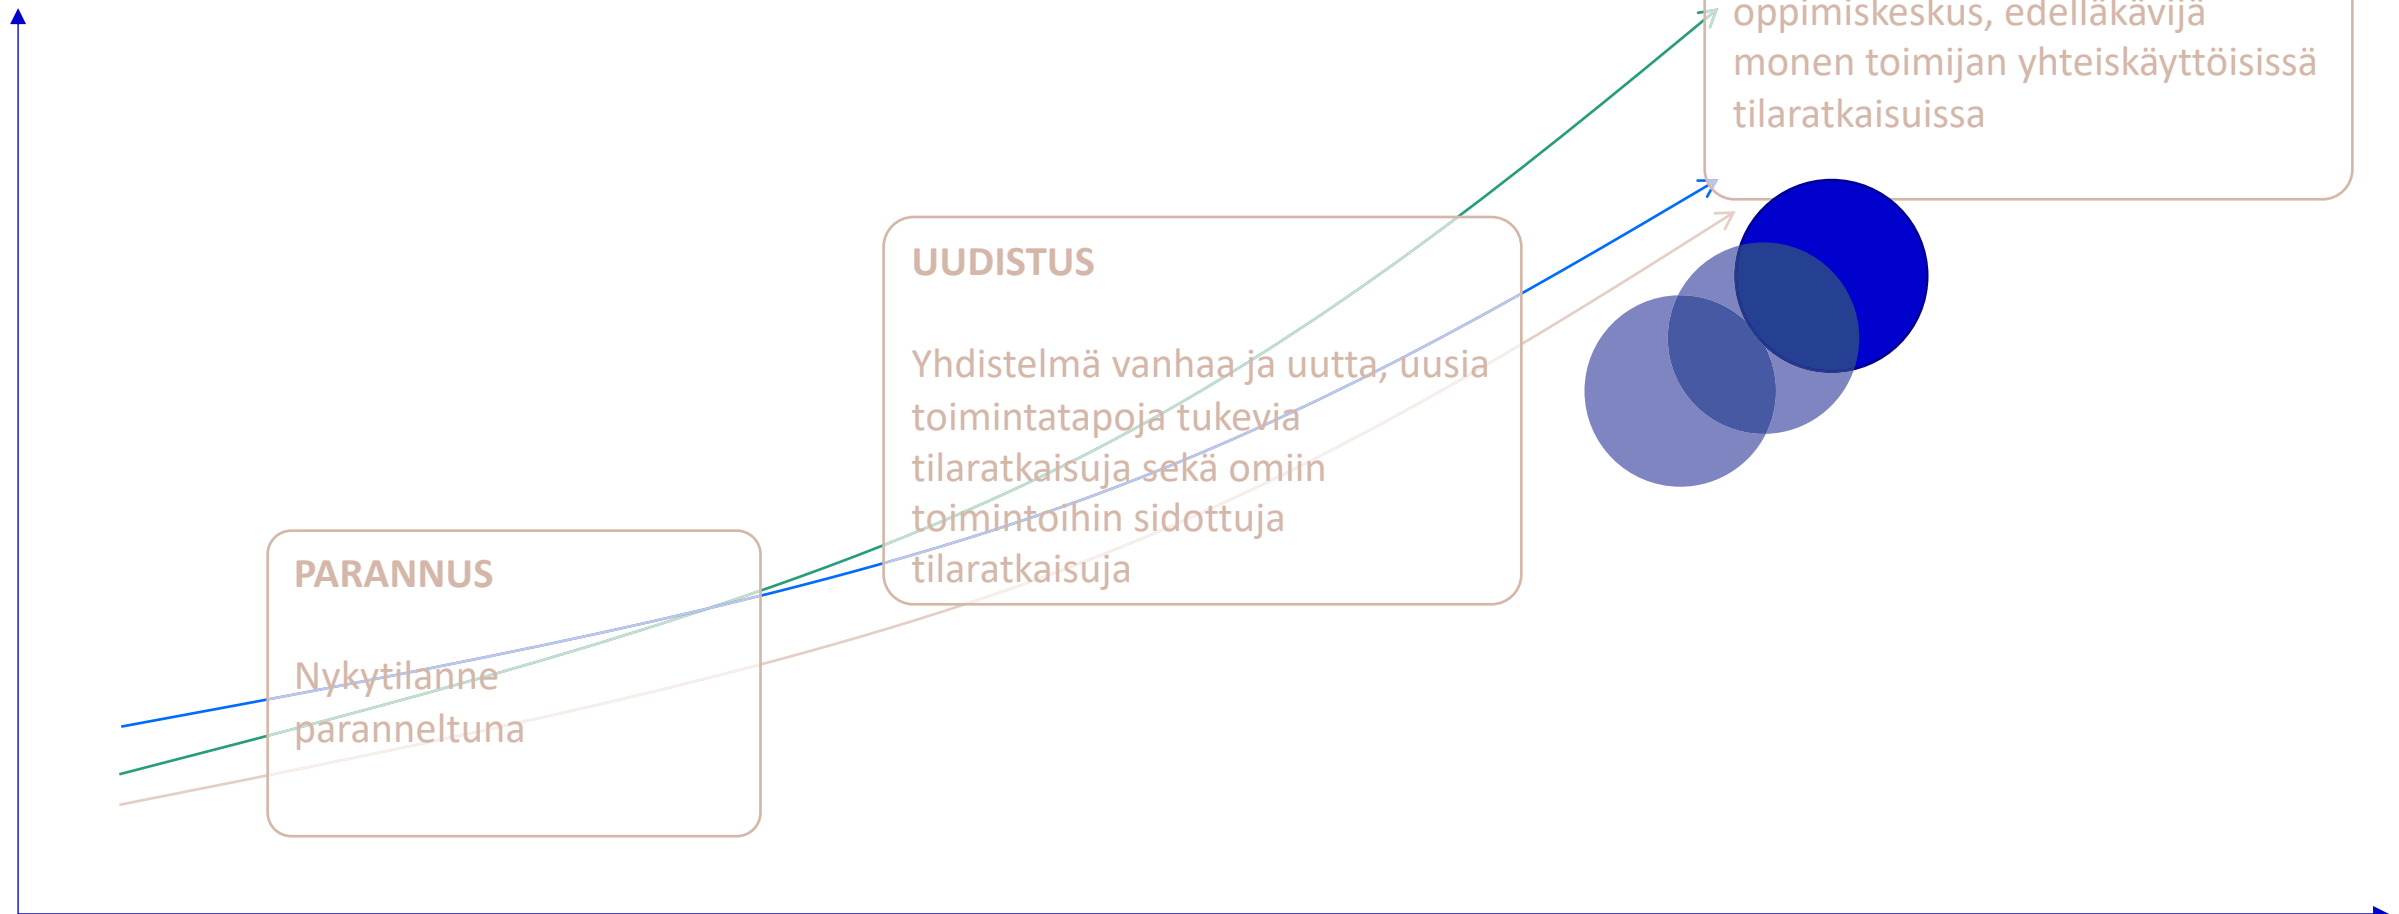 oppimiskeskus, edelläkävijä
monen toimijan yhteiskäyttöisissä
tilaratkaisuissa
UUDISTUS
Yhdistelmä vanhaa ja uutta, uusia
toimintatapoja tukevia
tilaratkaisuja sekä omiin
toimintoihin sidottuja
tilaratkaisuja
PARANNUS
Nykytilanne
paranneltuna